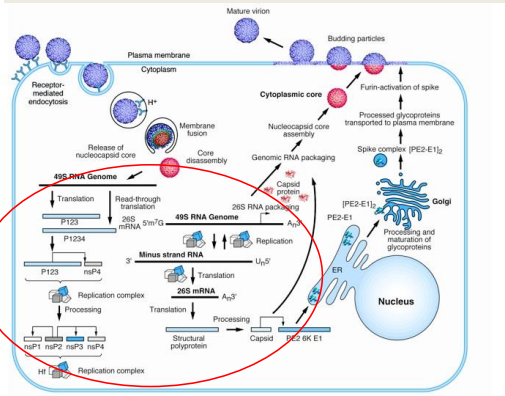 Mature virion
Budding particles
Plasma membrane
Cytoplasm
Receptor-
mediated
endocytosis
H+
Membrane
fusion
Release of
nucleocapsid core
Core
disassembly
Cytoplasmic core
Furin-activation of spike
Nucleocapsid core
assembly
Processed glycoproteins
transported to plasma membrane
Genomic RNA packaging
Spike complex [PE2-E1]2
Capsid
protein
26S RNA packaging
49S RNA Genome
Translation
Read-through
translation
P123
P1234
26S
mRNA
5'm7G
49S RNA Genome
An3'
Replication
3'
Minus strand RNA
Un5'
Translation
26S mRNA
An3'
Translation
Processing
Structural
polyprotein
Capsid
PE2 6K E1
P123
nsP4
Replication complex
Processing
nsP1
nsP2
nsP3
nsP4
Hf
Replication complex
[PE2-E1]2
PE2-E1
Golgi
Processing and
maturation of
glycoproteins
ER
Nucleus